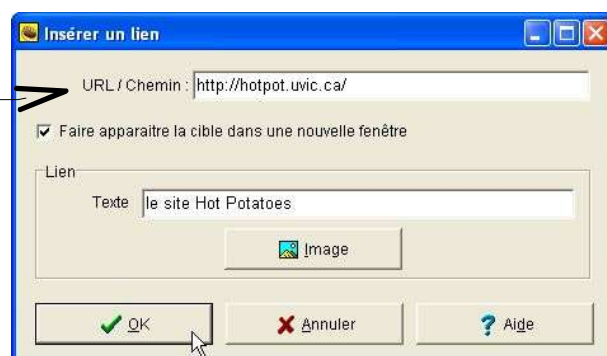 Insérer un lien
URL / Chemin : http://hotpot.uvic.ca/
Faire apparaitre la cible dans une nouvelle fenêtre
Lien
Texte le site Hot Potatoes
Image
OK Annuler Aide